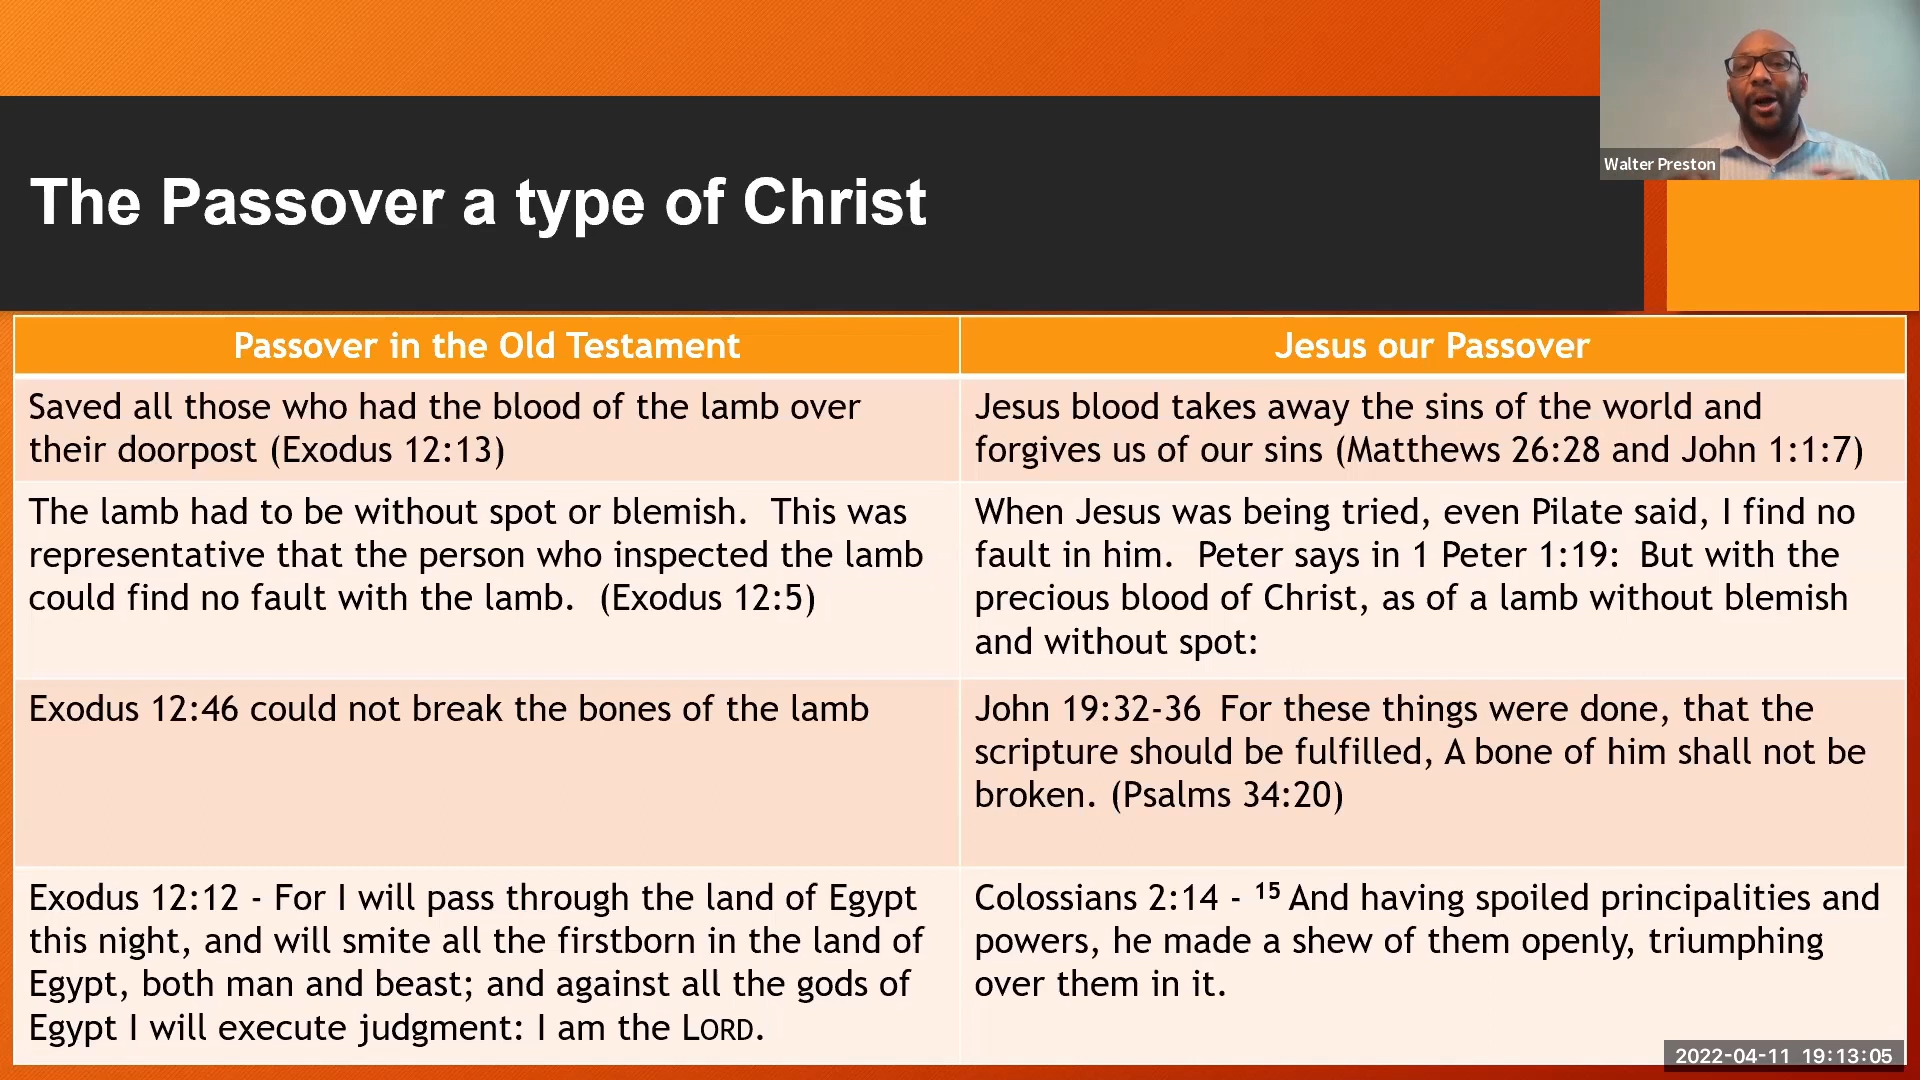 Walter Preston
The Passover a type of Christ
Passover in the Old Testament
Jesus our Passover
Saved all those who had the blood of the lamb over
their doorpost (Exodus 12:13)
Jesus blood takes away the sins of the world and
forgives us of our sins (Matthews 26:28 and John 1:1:7)
The lamb had to be without spot or blemish.  This was
representative that the person who inspected the lamb
could find no fault with the lamb.  (Exodus 12:5)
When Jesus was being tried, even Pilate said, I find no
fault in him.  Peter says in 1 Peter 1:19:  But with the
precious blood of Christ, as of a lamb without blemish
and without spot:
Exodus 12:46 could not break the bones of the lamb
John 19:32-36  For these things were done, that the
scripture should be fulfilled, A bone of him shall not be
broken. (Psalms 34:20)
Exodus 12:12 - For I will pass through the land of Egypt
this night, and will smite all the firstborn in the land of
Egypt, both man and beast; and against all the gods of
Egypt I will execute judgment: I am the LORD.
Colossians 2:14 - 15 And having spoiled principalities and
powers, he made a shew of them openly, triumphing
over them in it.
2022-04-11 19:13:05